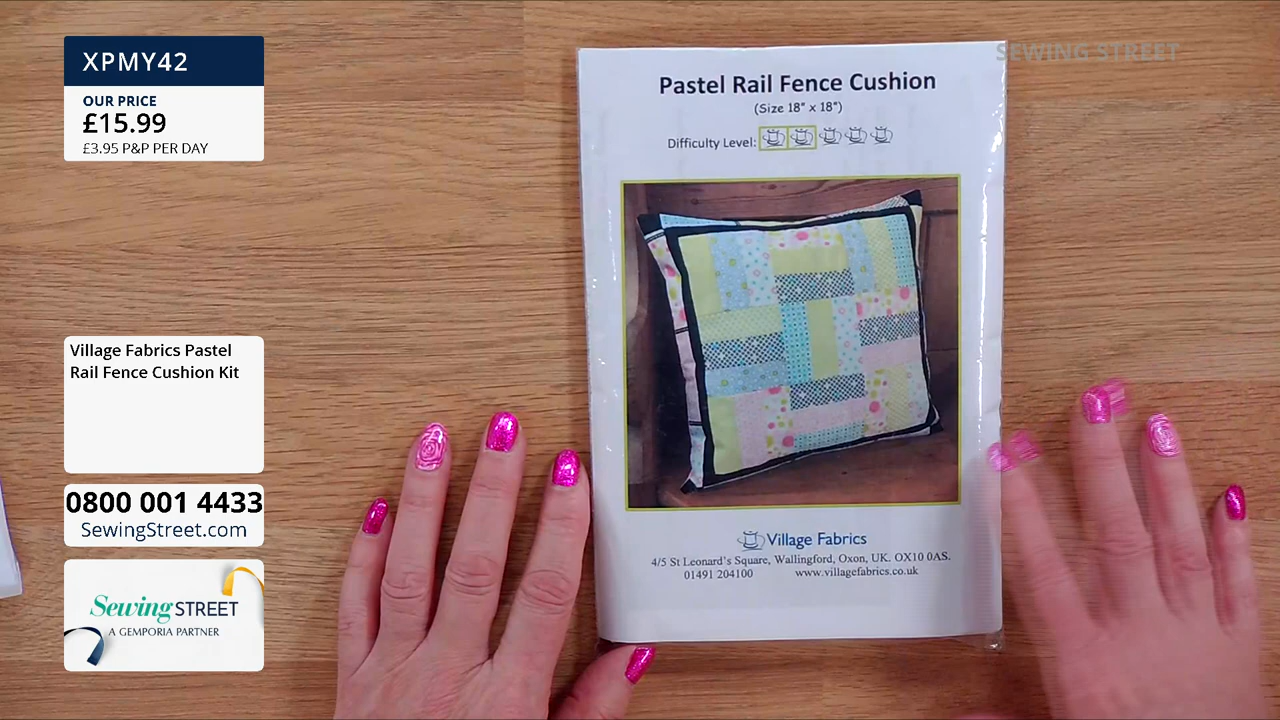 XPMY42
OUR PRICE
£15.99
£3.95 P&P PER DAY
Village Fabrics Pastel
Rail Fence Cushion Kit
0800 001 4433
SewingStreet.com
Sewing STREET
A GEMPORIA PARTNER
SEWING STREET
Pastel Rail Fence Cushion
(Size 18" x 18")
Difficulty Level:
Village Fabrics
4/5 St Leonard's Square, Wallingford, Oxon, UK. OX10 0AS.
01491 204100 www.villagefabrics.co.uk